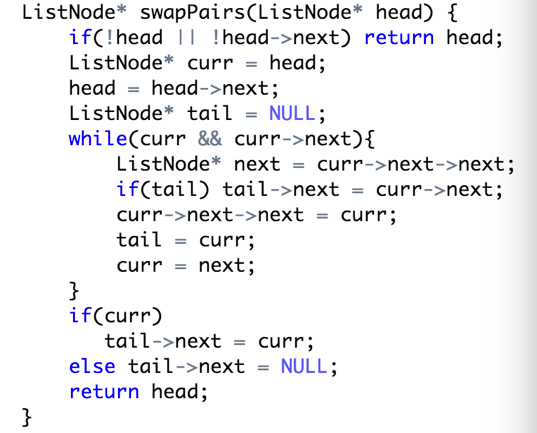 ListNode* swapPairs(ListNode* head) {
    if(!head || !head->next) return head;
    ListNode* curr = head;
    head = head->next;
    ListNode* tail = NULL;
    while(curr && curr->next){
        ListNode* next = curr->next->next;
        if(tail) tail->next = curr->next;
        curr->next->next = curr;
        tail = curr;
        curr = next;
    }
    if(curr)
       tail->next = curr;
    else tail->next = NULL;
    return head;
}